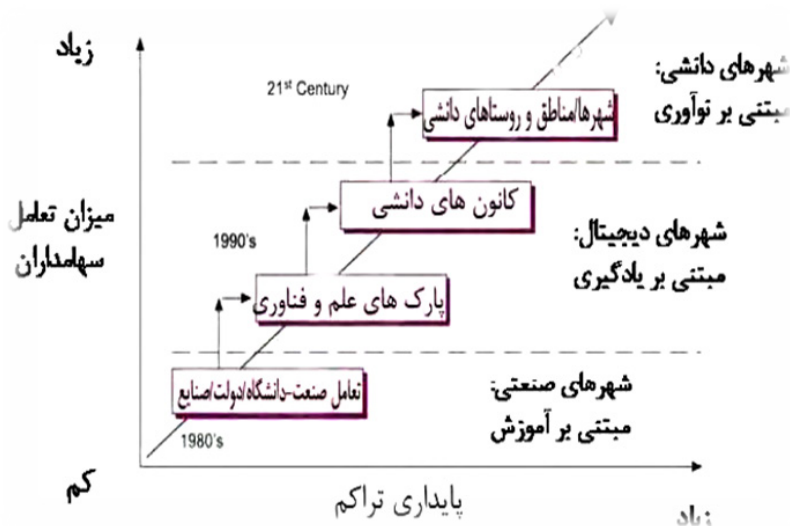 زیاد
شهرهای دانشی:
مبتنی بر نوآوری
21st Century
شهرها/مناطق و روستاهای دانشی
کانون های دانشی
میزان تعامل
سهامداران
شهرهای دیجیتال:
مبتنی بر یادگیری
1990's
پارک های علم و فناوری
تعامل صنعت-دانشگاه/دولت/صنایع
شهرهای صنعتی:
مبتنی بر آموزش
1980's
کم
پایداری تراکم
زیاد